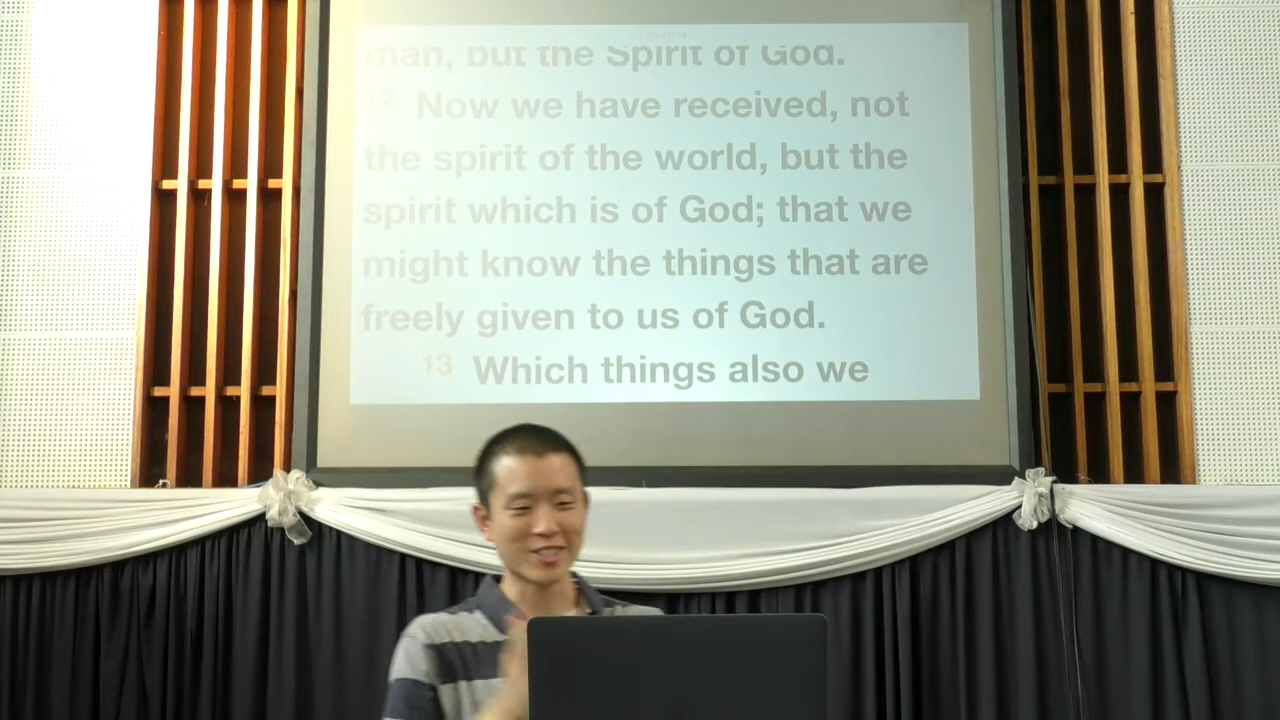 man, but the Spirit of God.
12 Now we have received, not
the spirit of the world, but the
spirit which is of God; that we
might know the things that are
freely given to us of God.
13 Which things also we